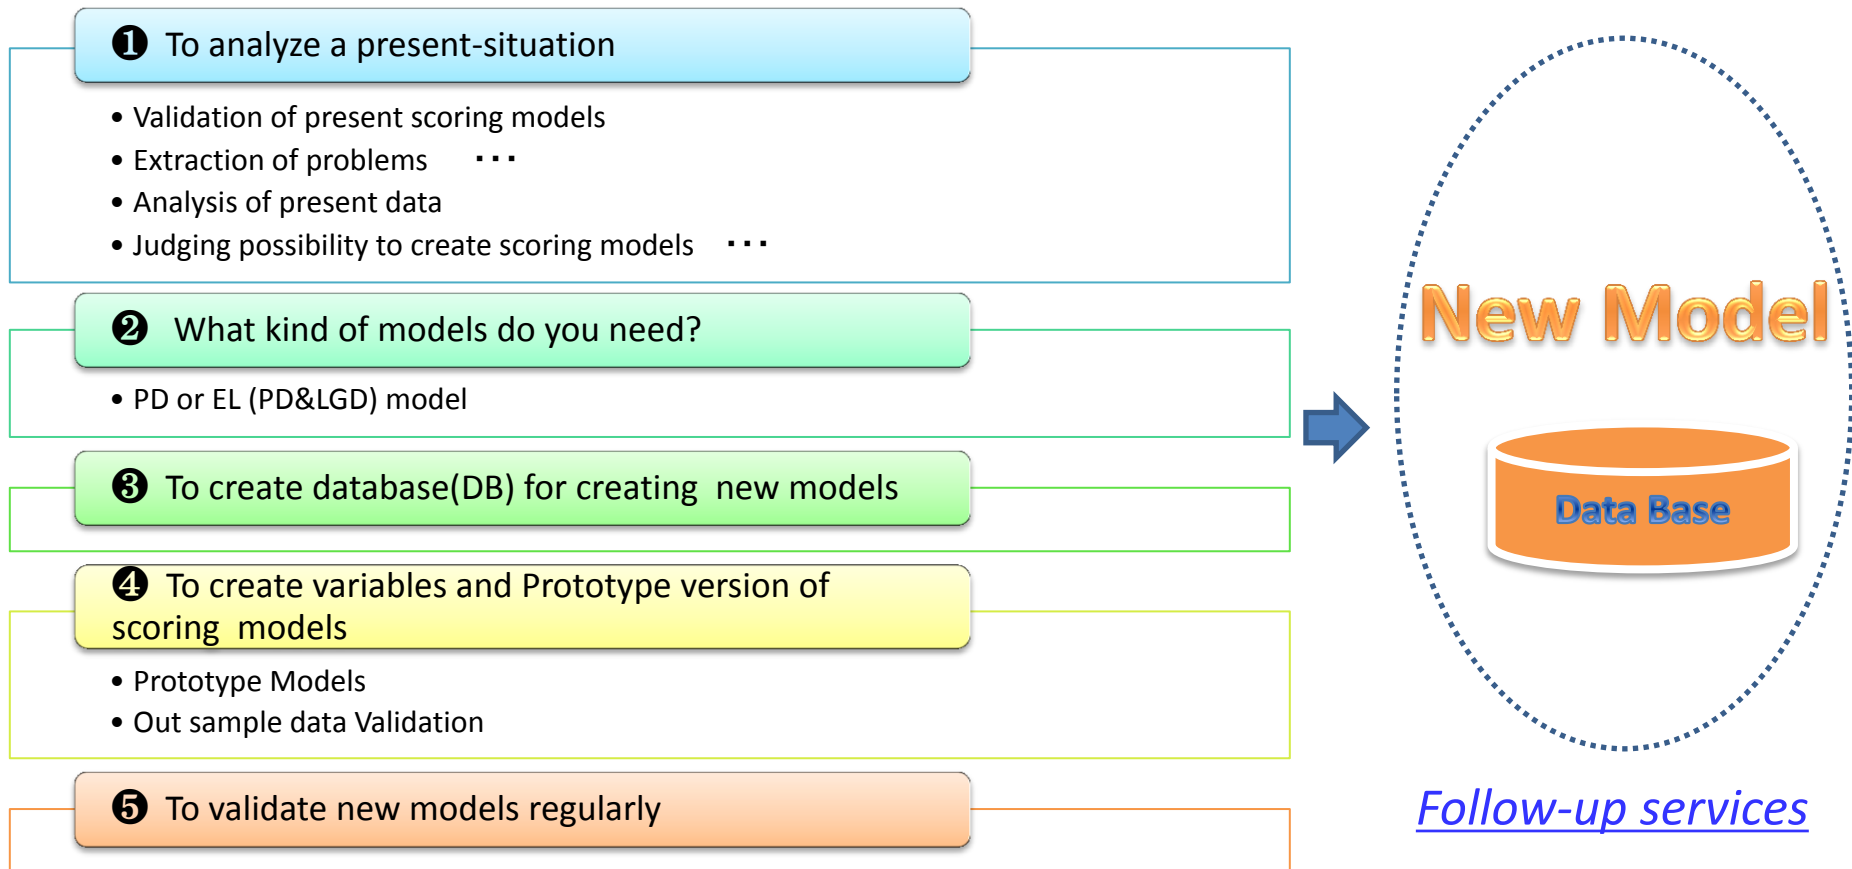 ❶ To analyze a present-situation
• Validation of present scoring models
• Extraction of problems ･･･
• Analysis of present data
• Judging possibility to create scoring models ･･･
❷ What kind of models do you need?
• PD or EL (PD&LGD) model
❸ To create database(DB) for creating new models
❹ To create variables and Prototype version of
scoring models
• Prototype Models
• Out sample data Validation
❺ To validate new models regularly
New Model
Data Base
Follow-up services